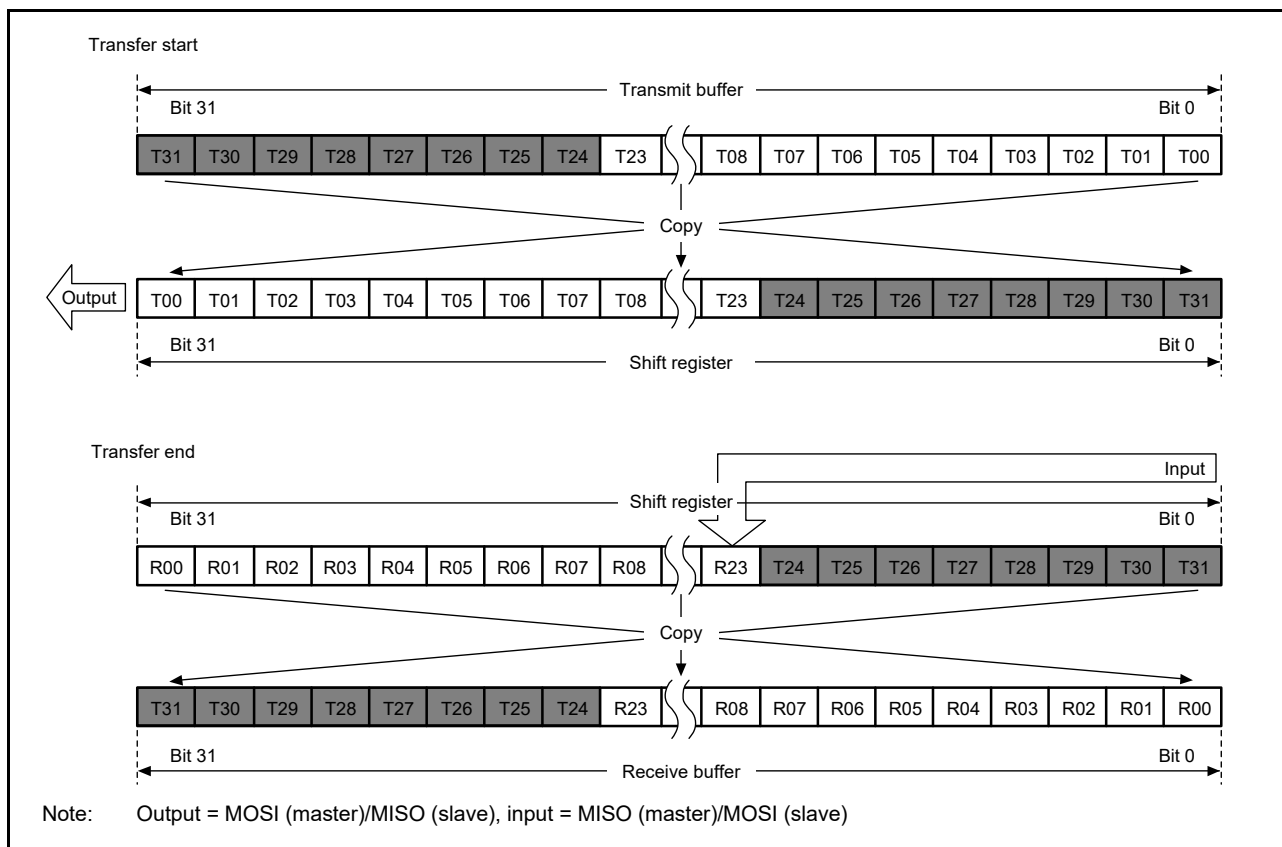 Transfer start
Transmit buffer
Bit 31 Bit 0
T31 T30 T29 T28 T27 T26 T25 T24 T23 T08 T07 T06 T05 T04 T03 T02 T01 T00
Copy
Output T00 T01 T02 T03 T04 T05 T06 T07 T08 T23 T24 T25 T26 T27 T28 T29 T30 T31
Bit 31 Bit 0
Shift register
Transfer end
Input
Shift register
Bit 31 Bit 0
R00 R01 R02 R03 R04 R05 R06 R07 R08 R23 T24 T25 T26 T27 T28 T29 T30 T31
Copy
T31 T30 T29 T28 T27 T26 T25 T24 R23 R08 R07 R06 R05 R04 R03 R02 R01 R00
Bit 31 Bit 0
Receive buffer
Note: Output = MOSI (master)/MISO (slave), input = MISO (master)/MOSI (slave)